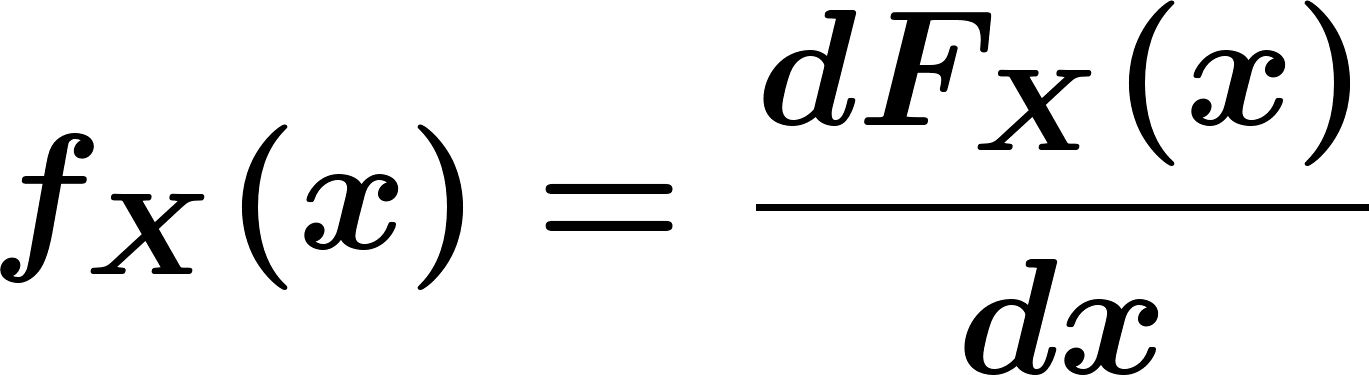 f_X(x) = \frac{dF_X(x)}{dx}